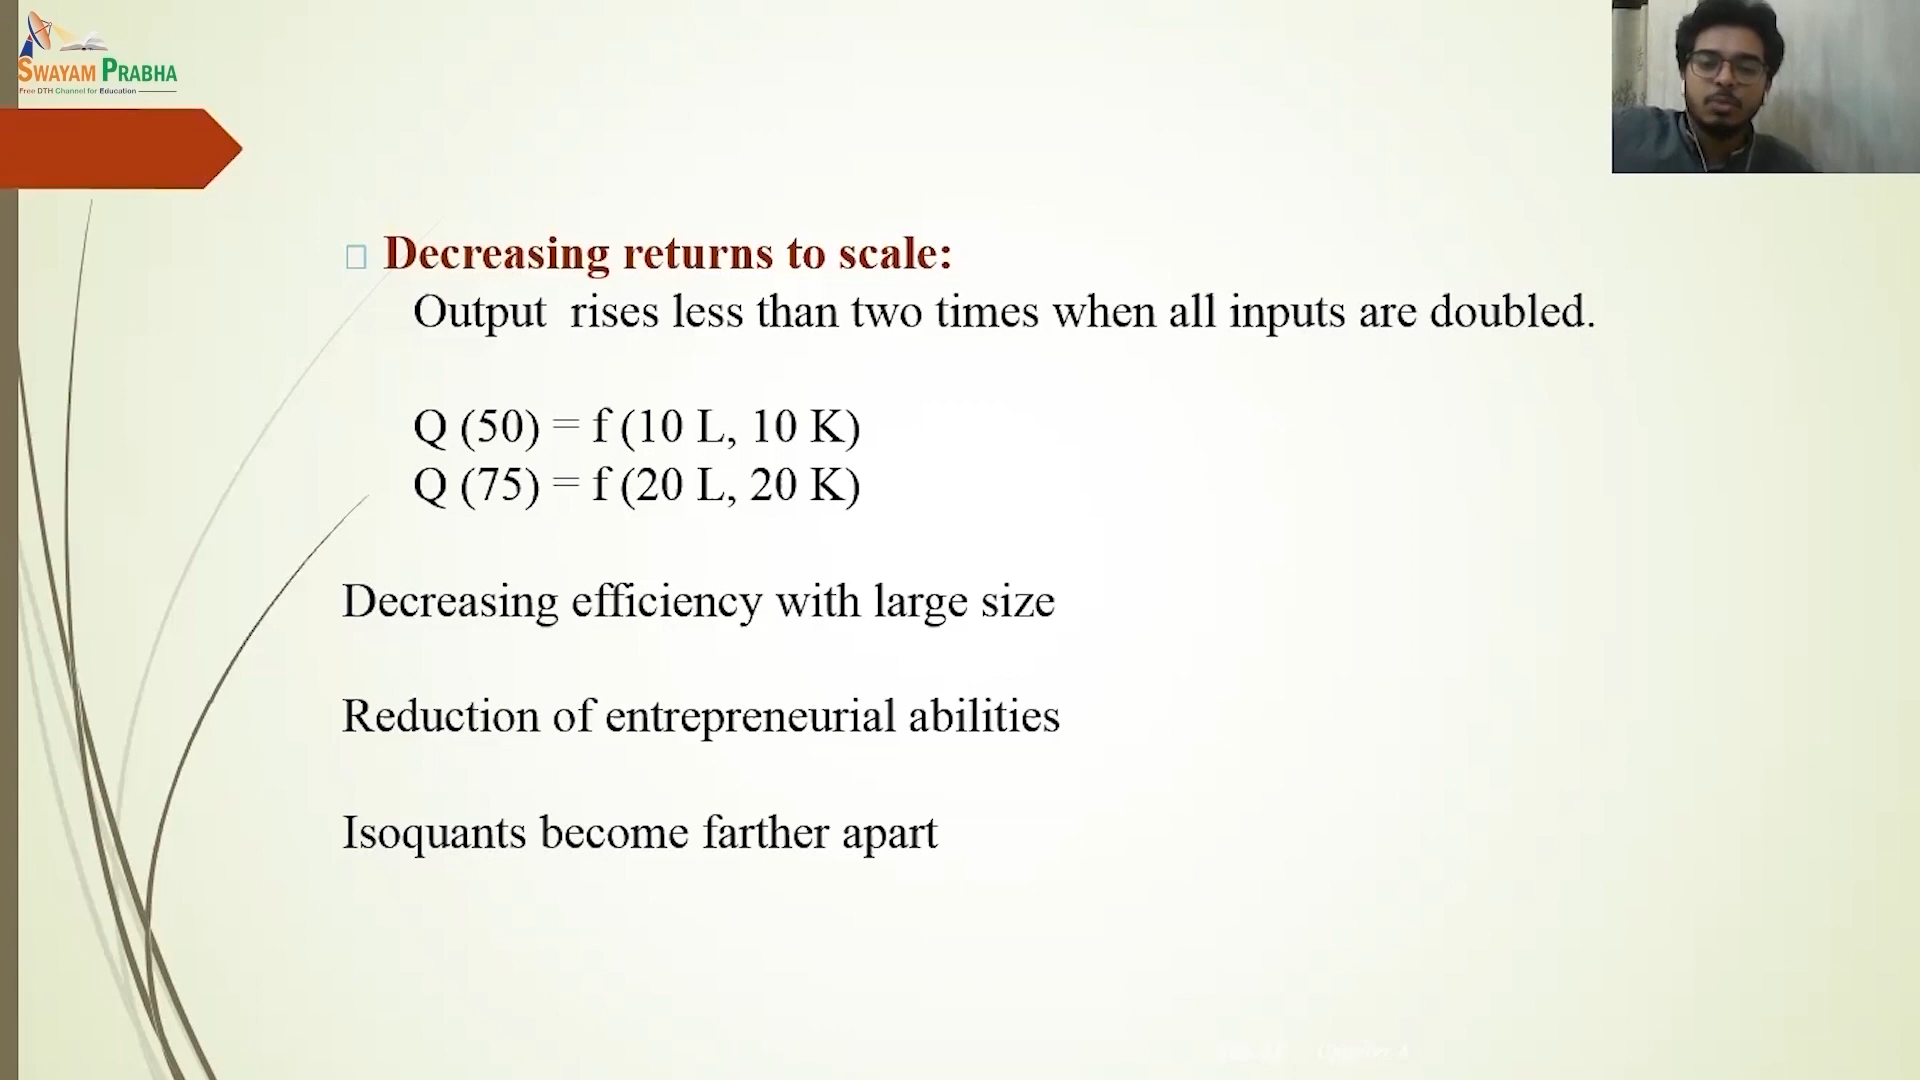 SWAYAM PRABHA
Free DTH Channel for Education
Decreasing returns to scale:
Output rises less than two times when all inputs are doubled.
Q (50) = f (10 L, 10 K)
Q (75) = f (20 L, 20 K)
Decreasing efficiency with large size
Reduction of entrepreneurial abilities
Isoquants become farther apart